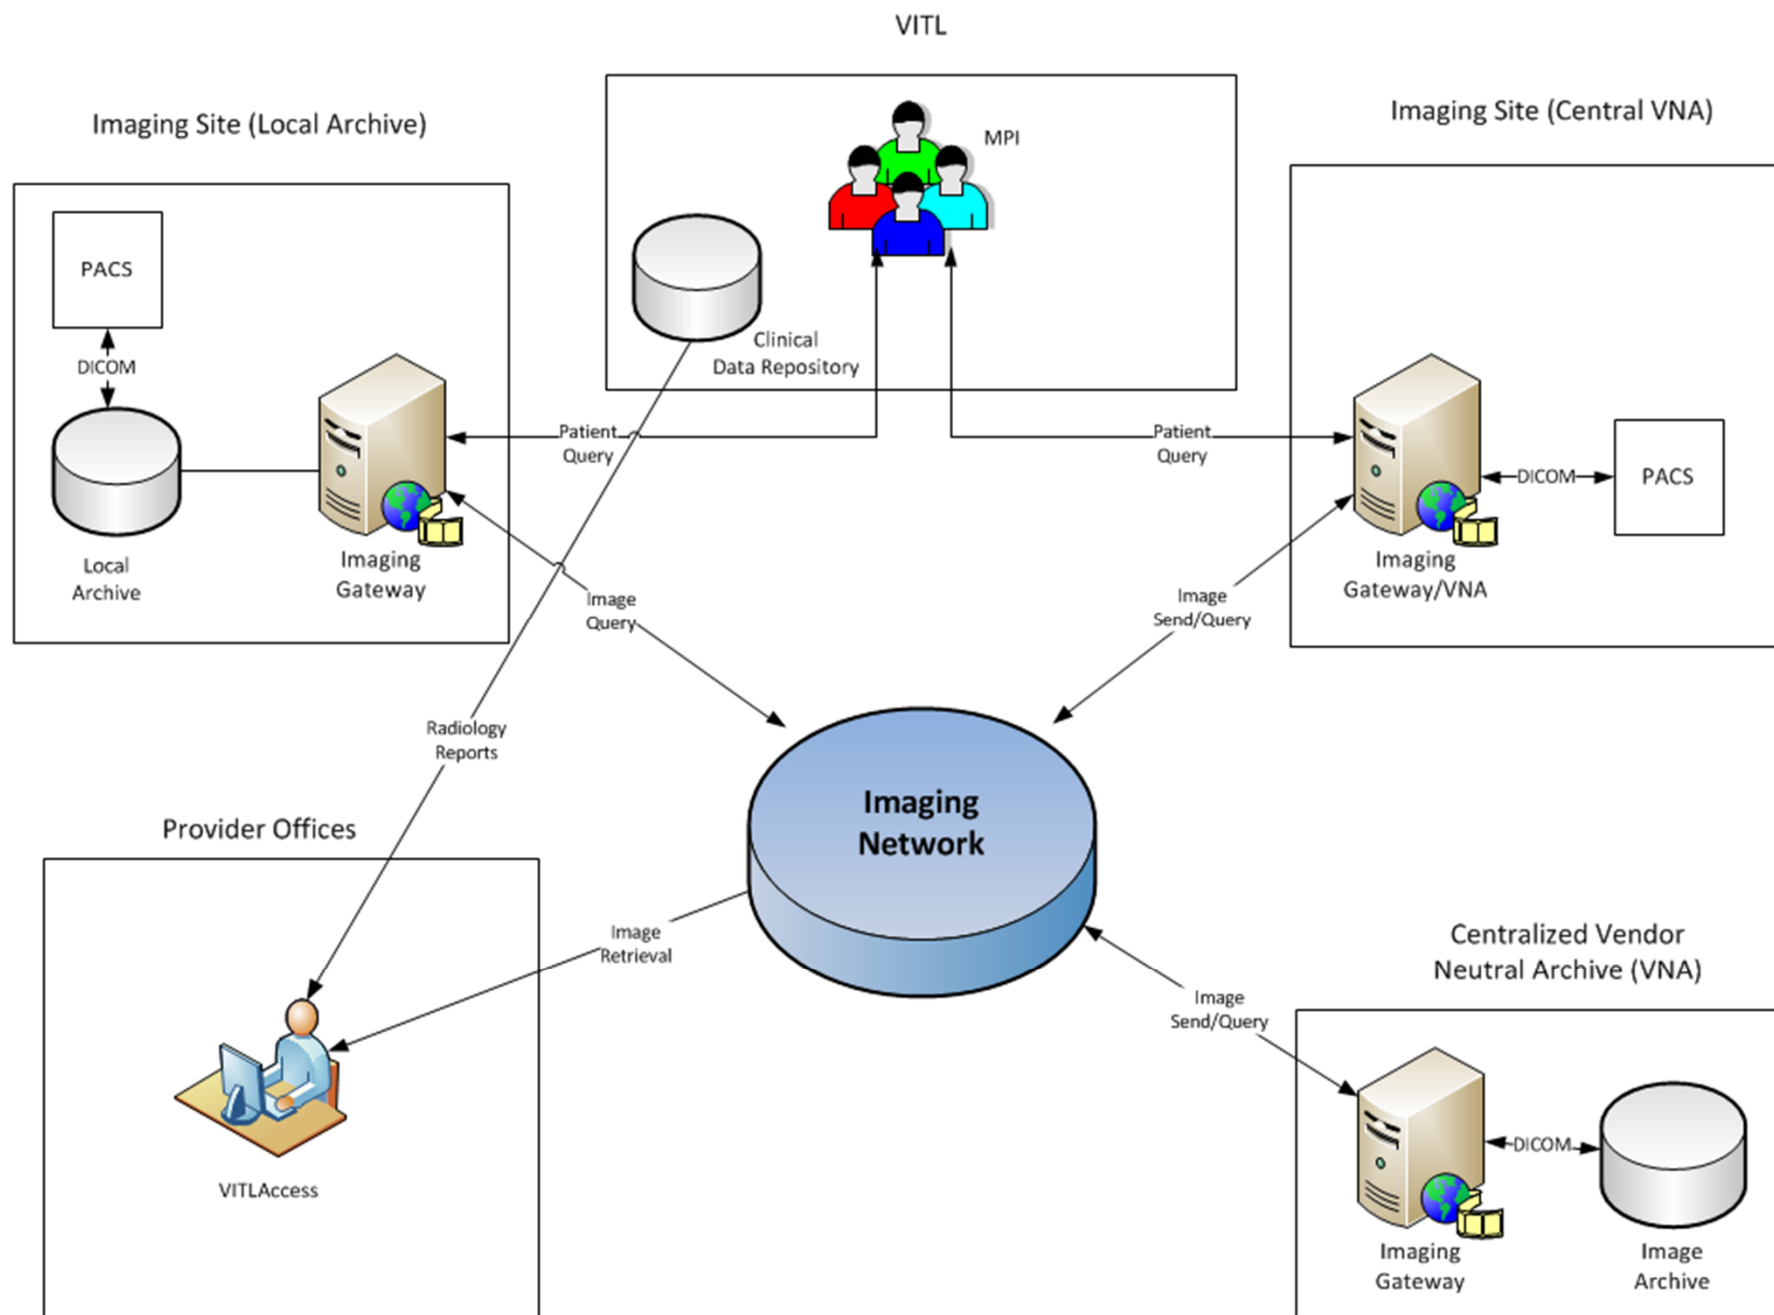 VITL
Imaging Site (Local Archive)
Imaging Site (Central VNA)
MPI
PACS
DICOM
Clinical
Data Repository
Patient
Query
Patient
Query
DICOM
PACS
Local
Archive
Imaging
Gateway
Imaging
Gateway/VNA
Image
Query
Image
Send/Query
Radiology
Reports
Imaging
Network
Provider Offices
Image
Retrieval
Centralized Vendor
Neutral Archive (VNA)
Image
Send/Query
DICOM
VITLAccess
Imaging
Gateway
Image
Archive